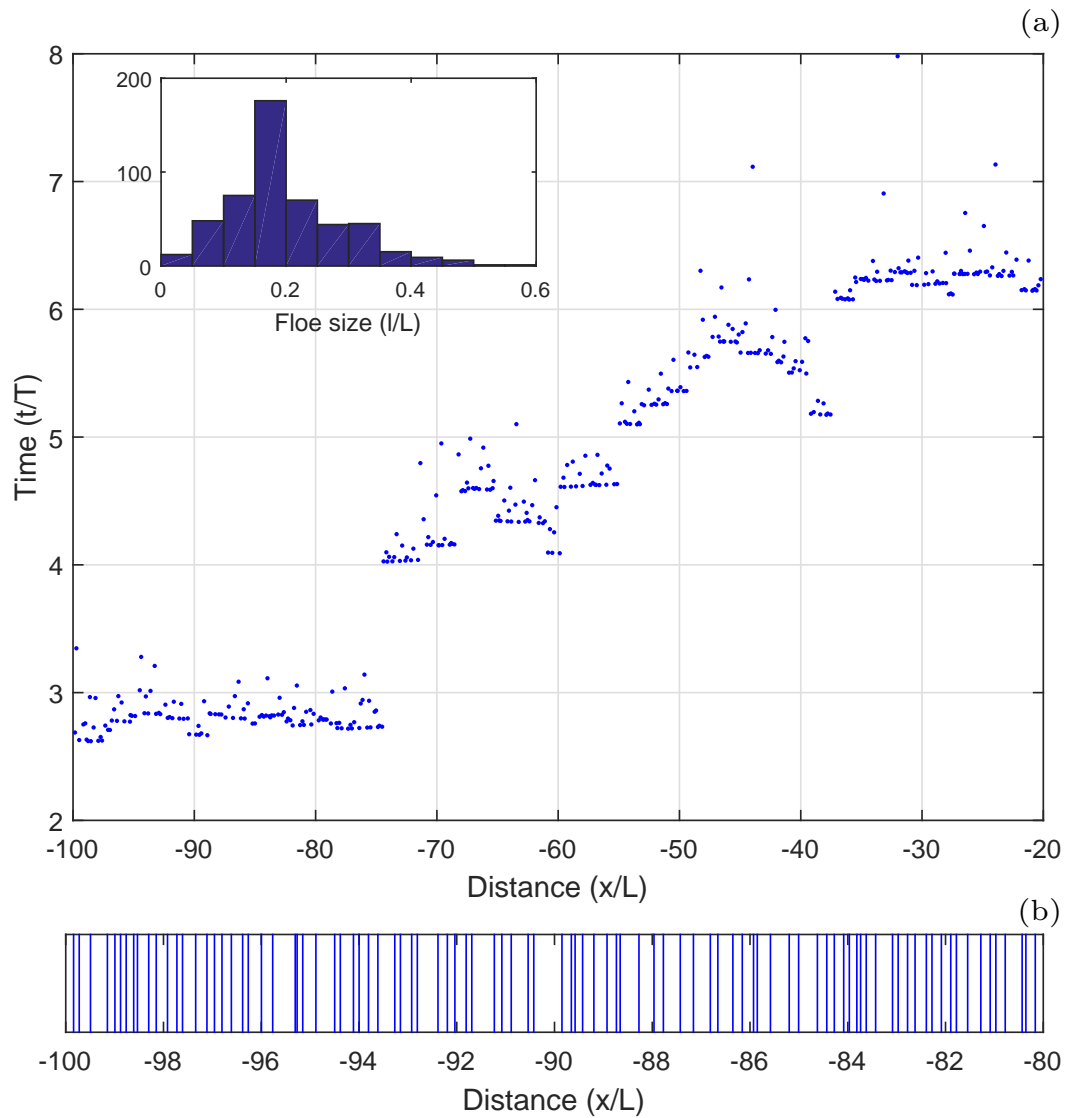 (a)
8
7
6
5
4
3
2
Time (t/T)
200
100
0
0 0.2 0.4 0.6
Floe size (l/L)
-100 -90 -80 -70 -60 -50 -40 -30 -20
Distance (x/L)
(b)
-100 -98 -96 -94 -92 -90 -88 -86 -84 -82 -80
Distance (x/L)